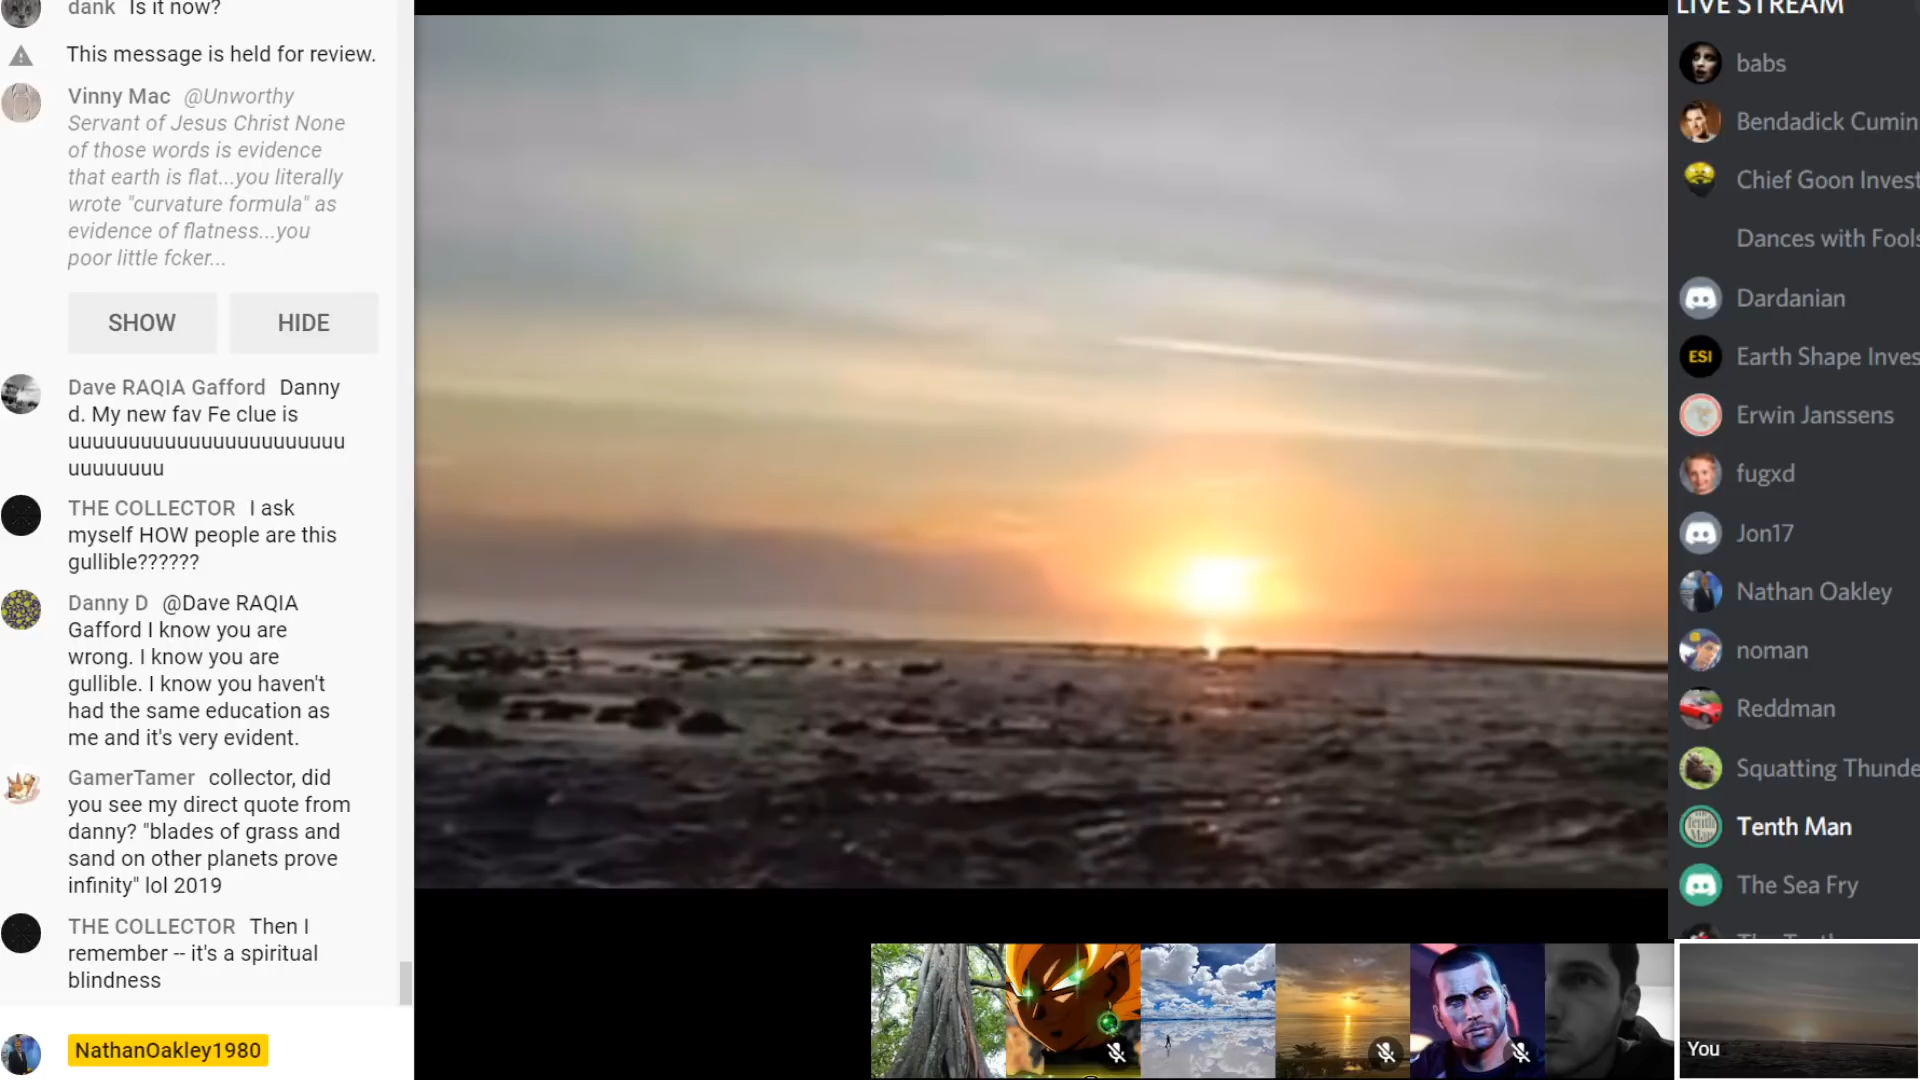 dank Is it now?
This message is held for review.
Vinny Mac @Unworthy
Servant of Jesus Christ None
of those words is evidence
that earth is flat...you literally
wrote "curvature formula" as
evidence of flatness...you
poor little fcker...
SHOW HIDE
Dave RAQIA Gafford Danny
d. My new fav Fe clue is
uuuuuuuuuuuuuuuuuuuuuuu
uuuuuuuu
THE COLLECTOR I ask
myself HOW people are this
gullible??????
Danny D @Dave RAQIA
Gafford I know you are
wrong. I know you are
gullible. I know you haven't
had the same education as
me and it's very evident.
GamerTamer collector, did
you see my direct quote from
danny? "blades of grass and
sand on other planets prove
infinity" lol 2019
THE COLLECTOR Then I
remember -- it's a spiritual
blindness
NathanOakley1980
LIVE STREAM
babs
Bendadick Cumin
Chief Goon Invest
Dances with Fools
Dardanian
ESI
Earth Shape Inves
Erwin Janssens
fugxd
Jon17
Nathan Oakley
noman
Reddman
Squatting Thunde
The Tenth Man
Tenth Man
The Sea Fry
You